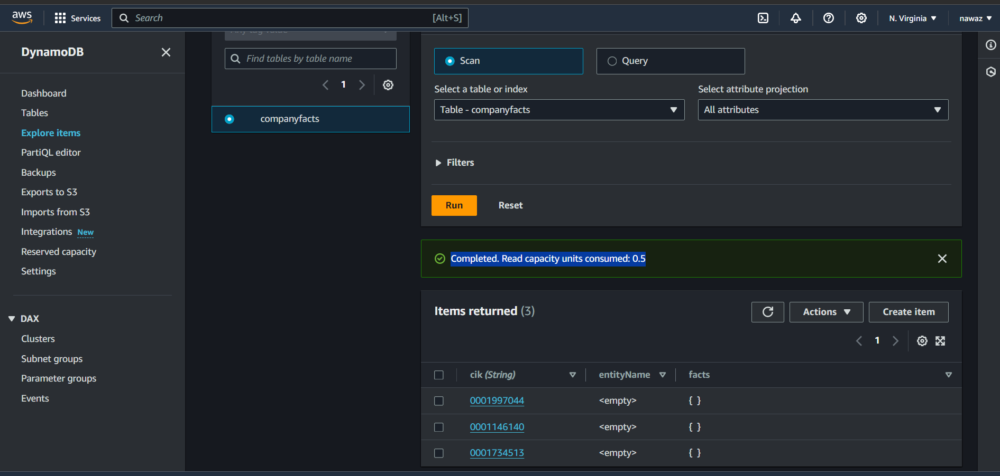 aws
Services
Search
[Alt+S]
N. Virginia
nawaz
DynamoDB
Dashboard
Tables
Explore items
PartiQL editor
Backups
Exports to S3
Imports from S3
Integrations New
Reserved capacity
Settings
DAX
Clusters
Subnet groups
Parameter groups
Events
Any tag value
Find tables by table name
1
companyfacts
Scan
Query
Select a table or index
Select attribute projection
Table - companyfacts
All attributes
Filters
Run
Reset
Completed. Read capacity units consumed: 0.5
Items returned (3)
Actions
Create item
1
cik (String)
entityName
facts
0001997044
<empty>
{ }
0001146140
<empty>
{ }
0001734513
<empty>
{ }